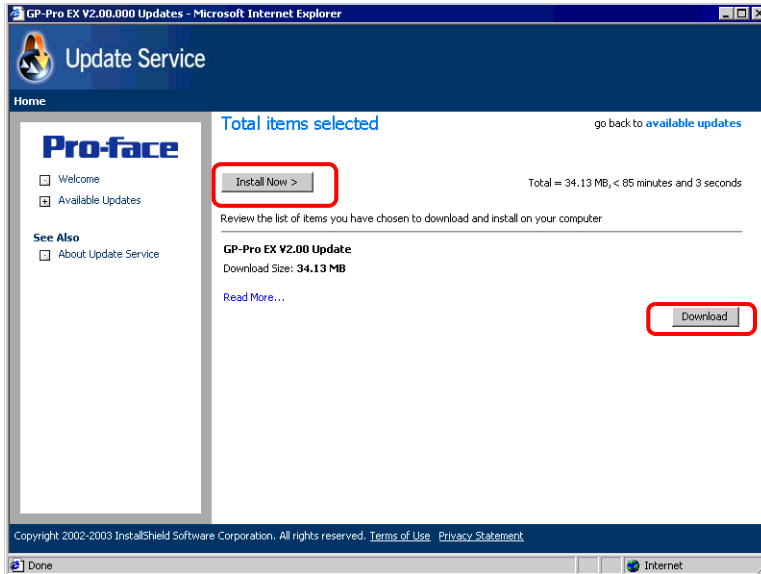 GP-Pro EX V2.00.000 Updates - Microsoft Internet Explorer
Update Service
Home
Total items selected
go back to available updates
Pro-face
Welcome
Available Updates
See Also
About Update Service
Install Now >
Total = 34.13 MB,< 85 minutes and 3 seconds
Review the list of items you have chosen to download and install on your computer
GP-Pro EX V2.00 Update
Download Size: 34.13 MB
Read More...
Download
Copyright 2002-2003 InstallShield Software Corporation. All rights reserved. Terms of Use Privacy Statement
Done
Internet